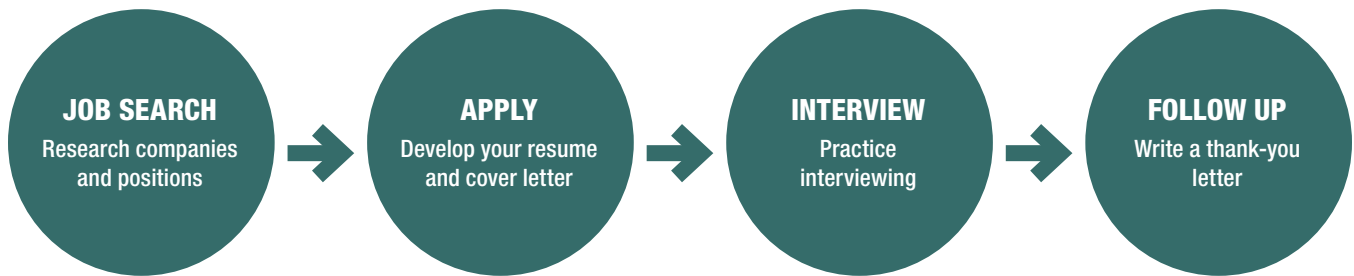 JOB SEARCH
Research companies
and positions
APPLY
Develop your resume
and cover letter
INTERVIEW
Practice
interviewing
FOLLOW UP
Write a thank-you
letter